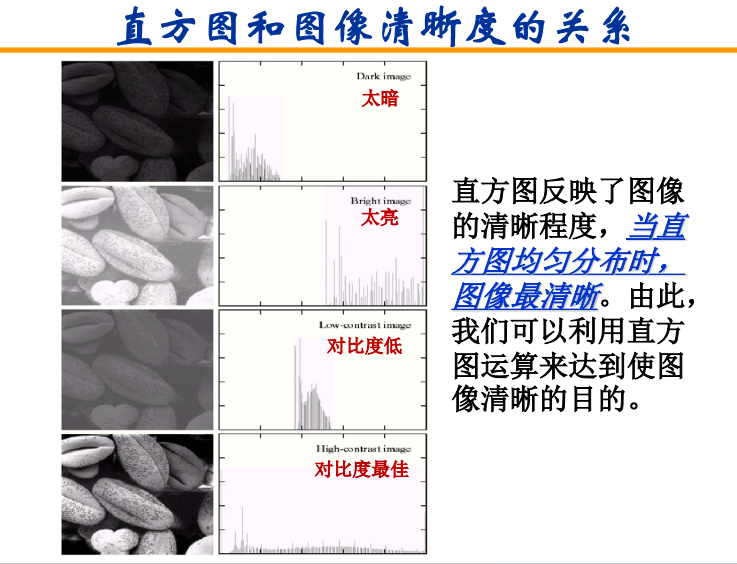 直方图和图像清晰度的关系
Dark image
太暗
Bright image
太亮
Low-contrast image
对比度低
High-contrast image
对比度最佳
直方图反映了图像
的清晰程度，当直
方图均匀分布时，
图像最清晰。由此，
我们可以利用直方
图运算来达到使图
像清晰的目的。